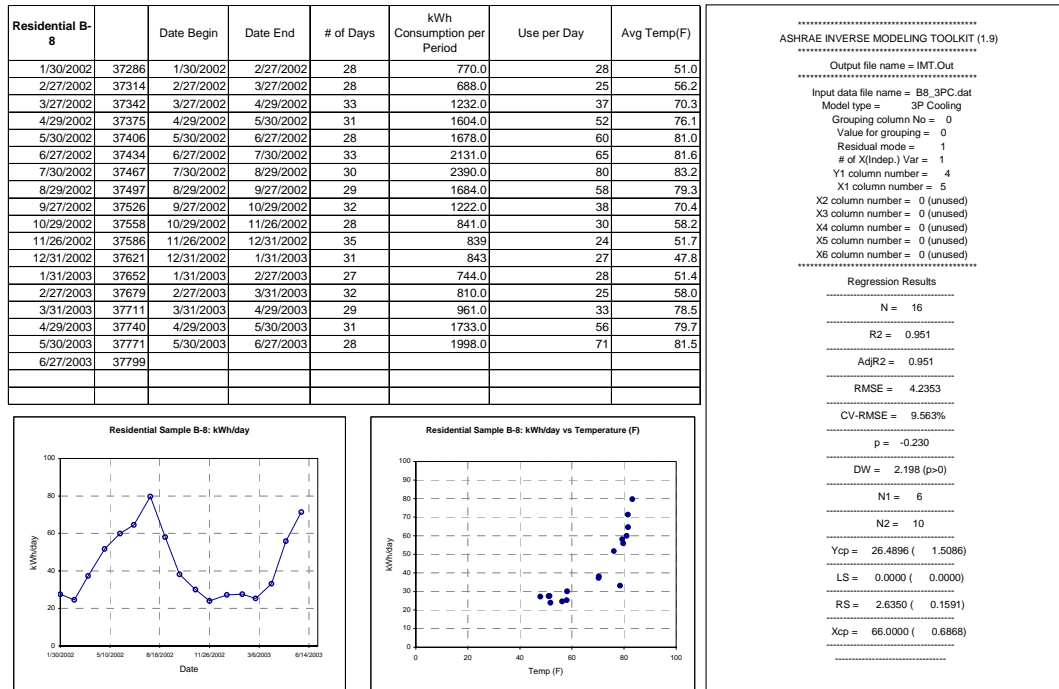 Residential B-8 Date Begin Date End # of Days kWh Consumption per Period Use per Day Avg Temp(F)
1/30/2002 37286 1/30/2002 2/27/2002 28 770.0 28 51.0
2/27/2002 37314 2/27/2002 3/27/2002 28 688.0 25 56.2
3/27/2002 37342 3/27/2002 4/29/2002 33 1232.0 37 70.3
4/29/2002 37375 4/29/2002 5/30/2002 31 1604.0 52 76.1
5/30/2002 37406 5/30/2002 6/27/2002 28 1678.0 60 81.0
6/27/2002 37434 6/27/2002 7/30/2002 33 2131.0 65 81.6
7/30/2002 37467 7/30/2002 8/29/2002 30 2390.0 80 83.2
8/29/2002 37497 8/29/2002 9/27/2002 29 1684.0 58 79.3
9/27/2002 37526 9/27/2002 10/29/2002 32 1222.0 38 70.4
10/29/2002 37558 10/29/2002 11/26/2002 28 841.0 30 58.2
11/26/2002 37586 11/26/2002 12/31/2002 35 839 24 51.7
12/31/2002 37621 12/31/2002 1/31/2003 31 843 27 47.8
1/31/2003 37652 1/31/2003 2/27/2003 27 744.0 28 51.4
2/27/2003 37679 2/27/2003 3/31/2003 32 810.0 25 58.0
3/31/2003 37711 3/31/2003 4/29/2003 29 961.0 33 78.5
4/29/2003 37740 4/29/2003 5/30/2003 31 1733.0 56 79.7
5/30/2003 37771 5/30/2003 6/27/2003 28 1998.0 71 81.5
6/27/2003 37799
Residential Sample B-8: kWh/day
100
80
60
40
20
0
kWh/day
1/30/2002 5/10/2002 8/18/2002 11/26/2002 3/6/2003 6/14/2003
Date
Residential Sample B-8: kWh/day vs Temperature (F)
100
90
80
70
60
50
40
30
20
10
0
kWh/day
0 20 40 60 80 100
Temp (F)
********************************************
ASHRAE INVERSE MODELING TOOLKIT (1.9)
********************************************
Output file name = IMT.Out
********************************************
Input data file name = B8_3PC.dat
Model type = 3P Cooling
Grouping column No = 0
Value for grouping = 0
Residual mode = 1
# of X(Indep.) Var = 1
Y1 column number = 4
X1 column number = 5
X2 column number = 0 (unused)
X3 column number = 0 (unused)
X4 column number = 0 (unused)
X5 column number = 0 (unused)
X6 column number = 0 (unused)
********************************************
Regression Results
--------------------------------------
N = 16
--------------------------------------
R2 = 0.951
--------------------------------------
AdjR2 = 0.951
--------------------------------------
RMSE = 4.2353
--------------------------------------
CV-RMSE = 9.563%
--------------------------------------
p = -0.230
--------------------------------------
DW = 2.198 (p>0)
--------------------------------------
N1 = 6
--------------------------------------
N2 = 10
--------------------------------------
Ycp = 26.4896 ( 1.5086)
--------------------------------------
LS = 0.0000 ( 0.0000)
--------------------------------------
RS = 2.6350 ( 0.1591)
--------------------------------------
Xcp = 66.0000 ( 0.6868)
--------------------------------------
---------------------------------